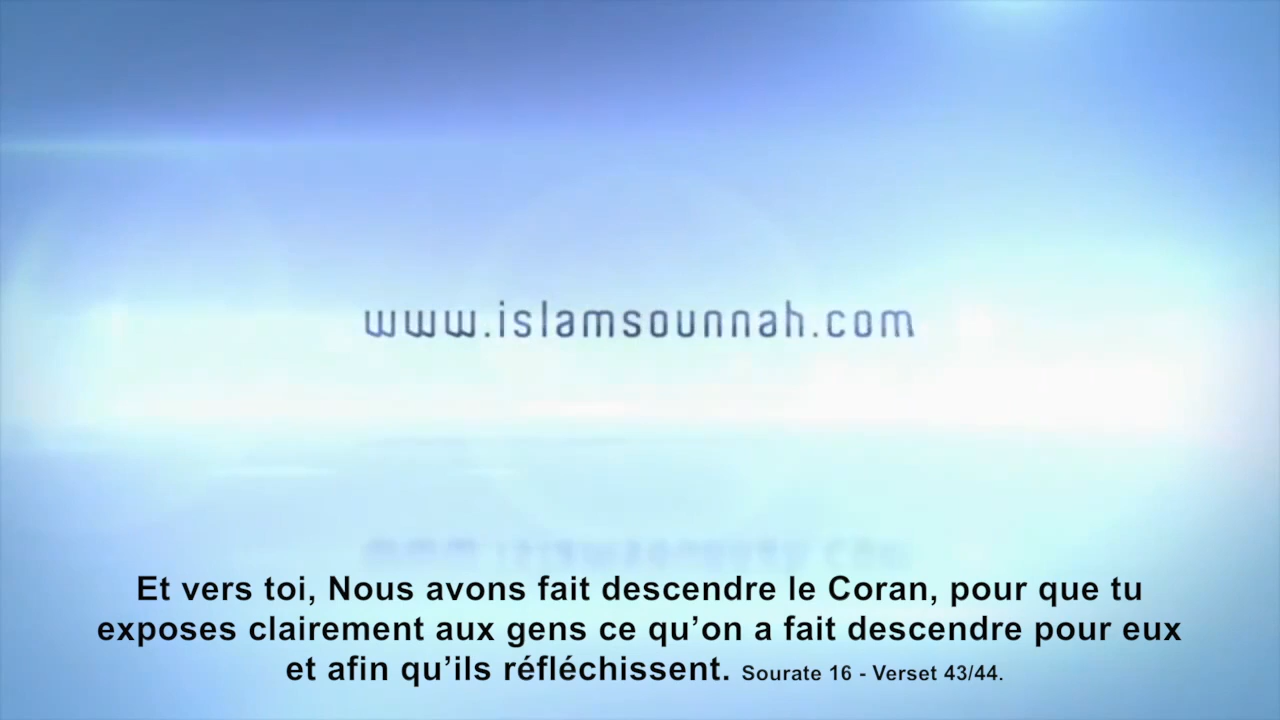 www.islamsounnah.com
Et vers toi, Nous avons fait descendre le Coran, pour que tu
exposes clairement aux gens ce qu’on a fait descendre pour eux
et afin qu’ils réfléchissent. Sourate 16 - Verset 43/44.